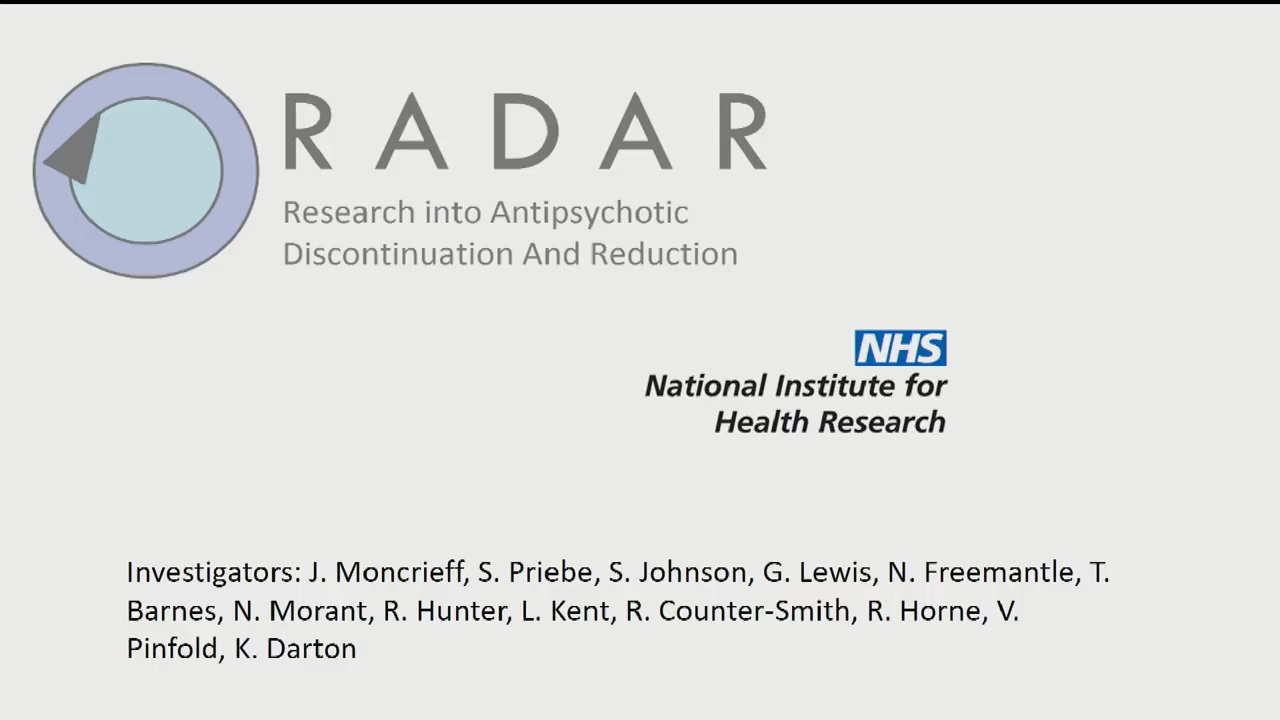 RADAR
Research into Antipsychotic
Discontinuation And Reduction
NHS
National Institute for
Health Research
Investigators: J. Moncrieff, S. Priebe, S. Johnson, G. Lewis, N. Freemantle, T.
Barnes, N. Morant, R. Hunter, L. Kent, R. Counter-Smith, R. Horne, V.
Pinfold, K. Darton